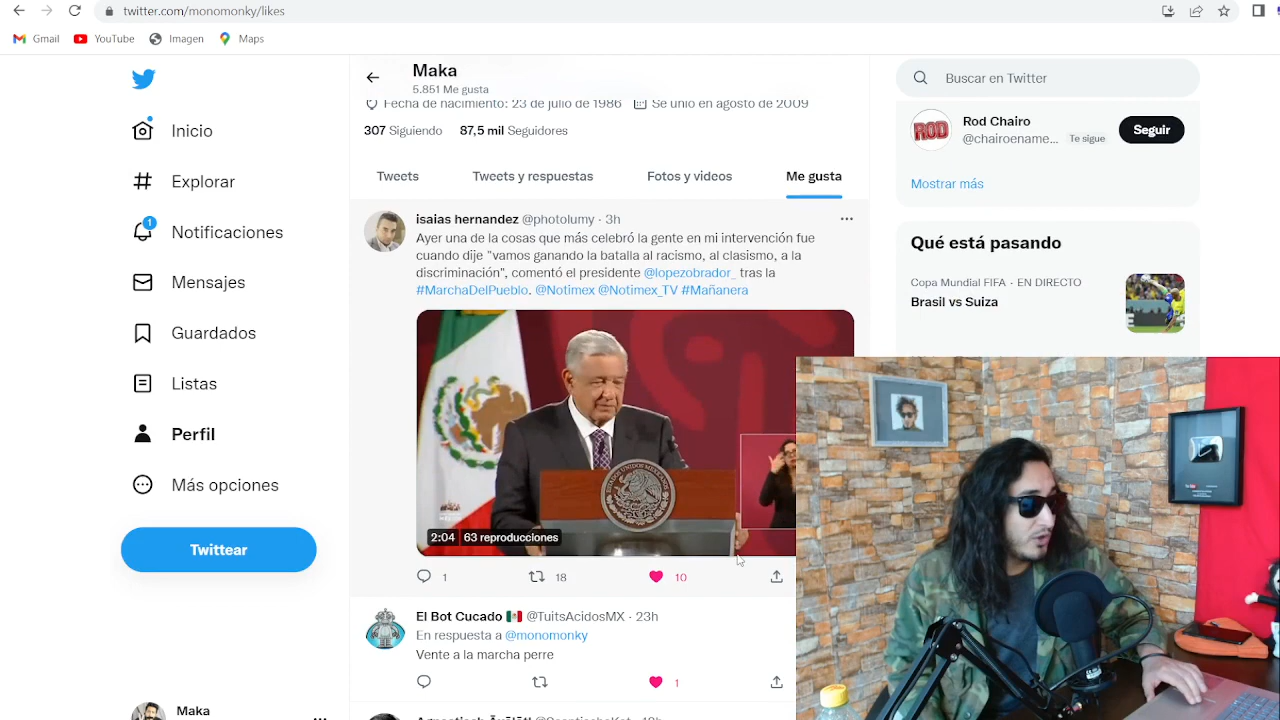 twitter.com/monomonky/likes
Gmail
YouTube
Imagen
Maps
Maka
5.851 Me gusta
Fecha de nacimiento: 23 de julio de 1986
Se unió en agosto de 2009
307 Siguiendo
87,5 mil Seguidores
Tweets
Tweets y respuestas
Fotos y videos
Me gusta
Inicio
Explorar
1
Notificaciones
Mensajes
Guardados
Listas
Perfil
Más opciones
Twittear
Maka
isaias hernandez @photolumy · 3h
Ayer una de la cosas que más celebró la gente en mi intervención fue
cuando dije "vamos ganando la batalla al racismo, al clasismo, a la
discriminación", comentó el presidente @lopezobrador_ tras la
#MarchaDelPueblo. @Notimex @Notimex_TV #Mañanera
2:04
63 reproducciones
1
18
10
El Bot Cucado @TuitsAcidosMX · 23h
En respuesta a @monomonky
Vente a la marcha perre
1
Buscar en Twitter
ROD
Rod Chairo
@chairoename...
Te sigue
Seguir
Mostrar más
Qué está pasando
Copa Mundial FIFA · EN DIRECTO
Brasil vs Suiza